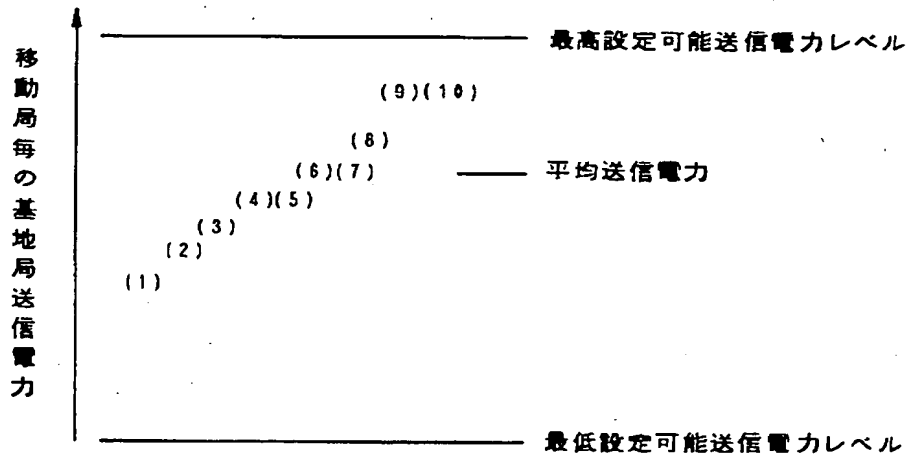 最高設定可能送信電力レベル
移動局毎の基地局送信電力
(9)(10)
(8)
(6)(7)
平均送信電力
(4)(5)
(3)
(2)
(1)
最低設定可能送信電力レベル